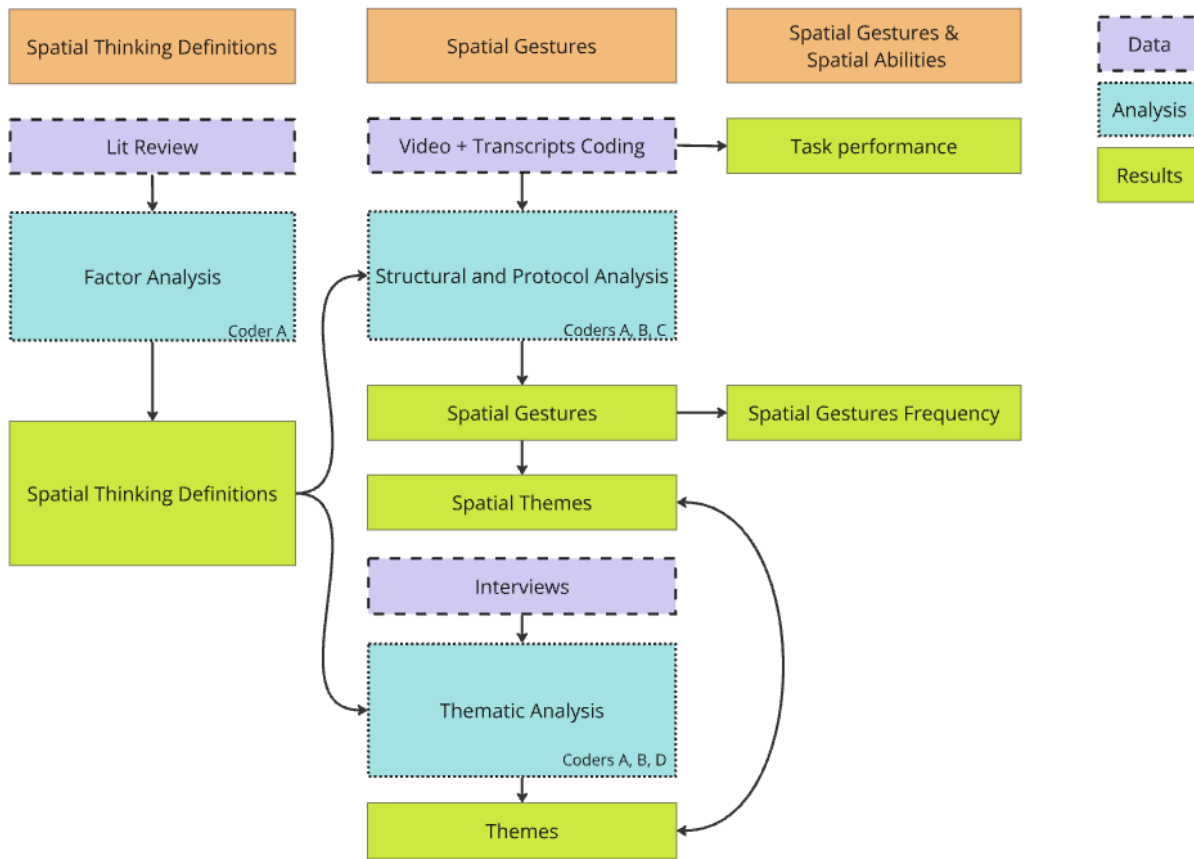 Spatial Thinking Definitions
Spatial Gestures
Spatial Gestures &
Spatial Abilities
Data
Analysis
Results
Lit Review
Video + Transcripts Coding
Task performance
Factor Analysis
Coder A
Structural and Protocol Analysis
Coders A, B, C
Spatial Thinking Definitions
Spatial Gestures
Spatial Gestures Frequency
Spatial Themes
Interviews
Thematic Analysis
Coders A, B, D
Themes